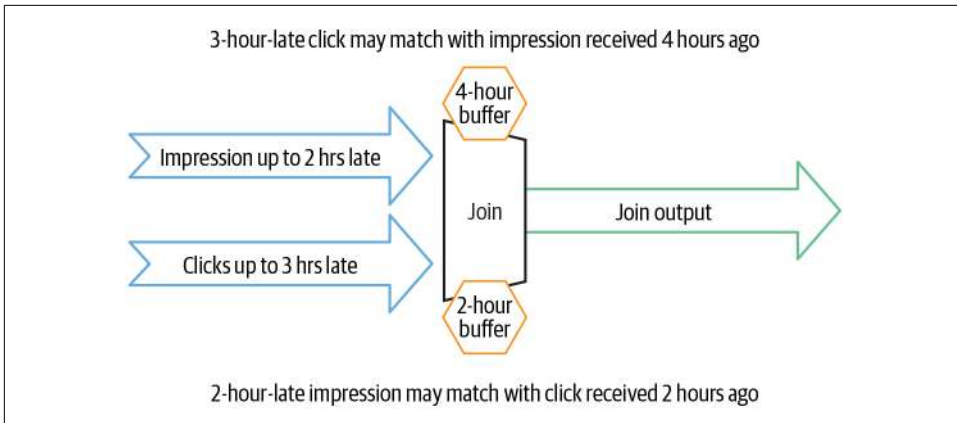 3-hour-late click may match with impression received 4 hours ago
4-hour
buffer
Impression up to 2 hrs late
Join
Join output
Clicks up to 3 hrs late
2-hour
buffer
2-hour-late impression may match with click received 2 hours ago